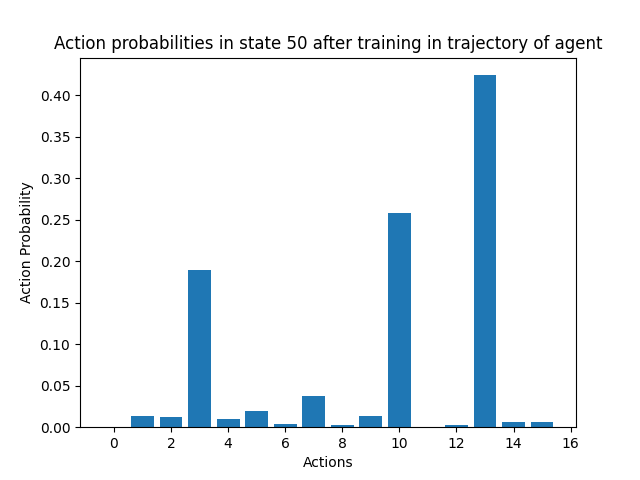 Action probabilities in state 50 after training in trajectory of agent
0.40
0.35
0.30
0.25
0.20
0.15
0.10
0.05
0.00
Action Probability
0 2 4 6 8 10 12 14 16
Actions